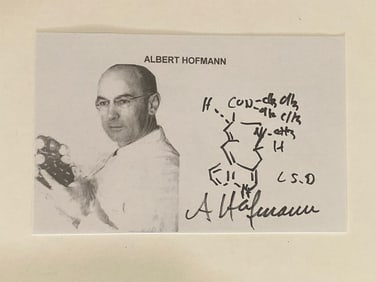 ALBERT HOFMANN
H CON-CH₂CH₃
CH₂CH₃
N-CH₃
H
LSD
N
H
A Hofmann